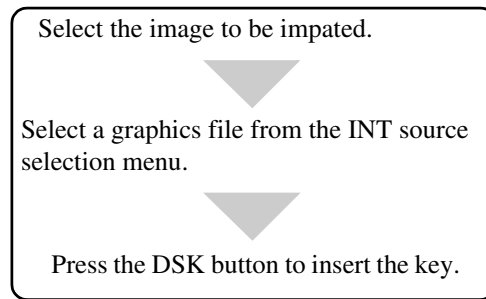 Select the image to be impated.
Select a graphics file from the INT source
selection menu.
Press the DSK button to insert the key.